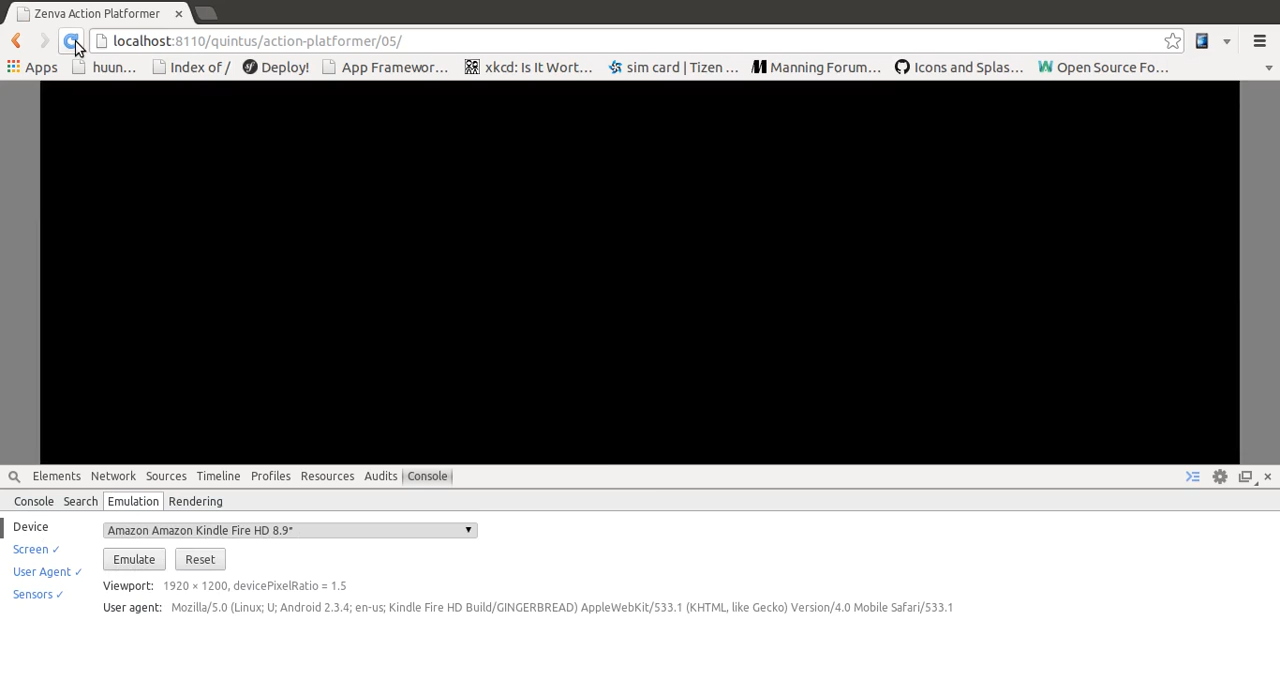 Zenva Action Platformer
localhost:8110/quintus/action-platformer/05/
Apps huun... Index of / Deploy! App Framewor... xkcd: Is It Wort... sim card | Tizen ... Manning Forum... Icons and Splas... Open Source Fo...
Elements Network Sources Timeline Profiles Resources Audits Console
Console Search Emulation Rendering
Device Amazon Amazon Kindle Fire HD 8.9"
Screen ✓ Emulate Reset
User Agent ✓ Viewport: 1920 × 1200, devicePixelRatio = 1.5
Sensors ✓ User agent: Mozilla/5.0 (Linux; U; Android 2.3.4; en-us; Kindle Fire HD Build/GINGERBREAD) AppleWebKit/533.1 (KHTML, like Gecko) Version/4.0 Mobile Safari/533.1